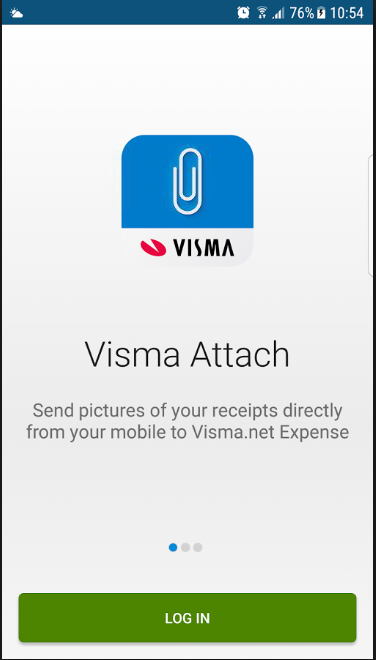 76% 10:54
VISMA
Visma Attach
Send pictures of your receipts directly
from your mobile to Visma.net Expense
LOG IN